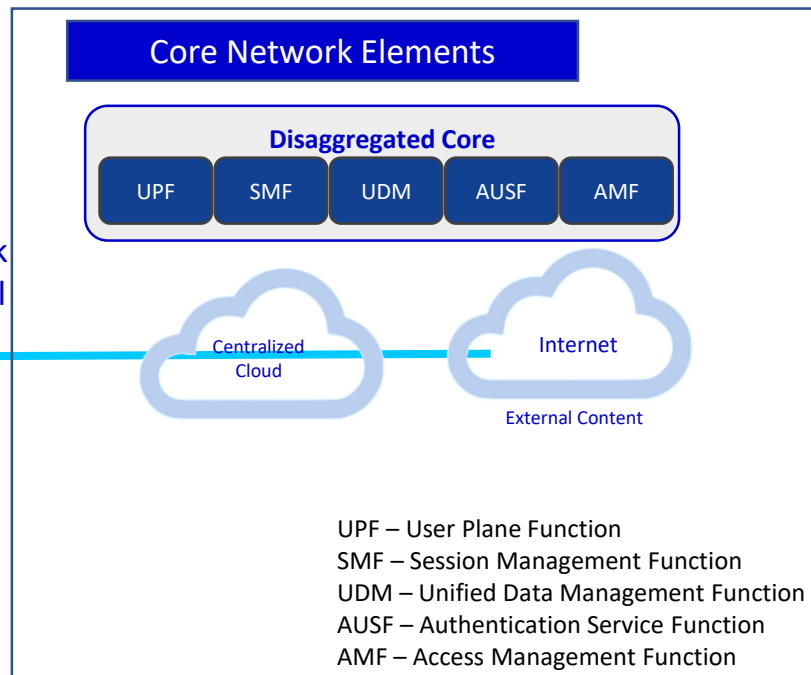 Core Network Elements
Disaggregated Core
UPF SMF UDM AUSF AMF
Centralized
Cloud
Internet
External Content
UPF – User Plane Function
SMF – Session Management Function
UDM – Unified Data Management Function
AUSF – Authentication Service Function
AMF – Access Management Function